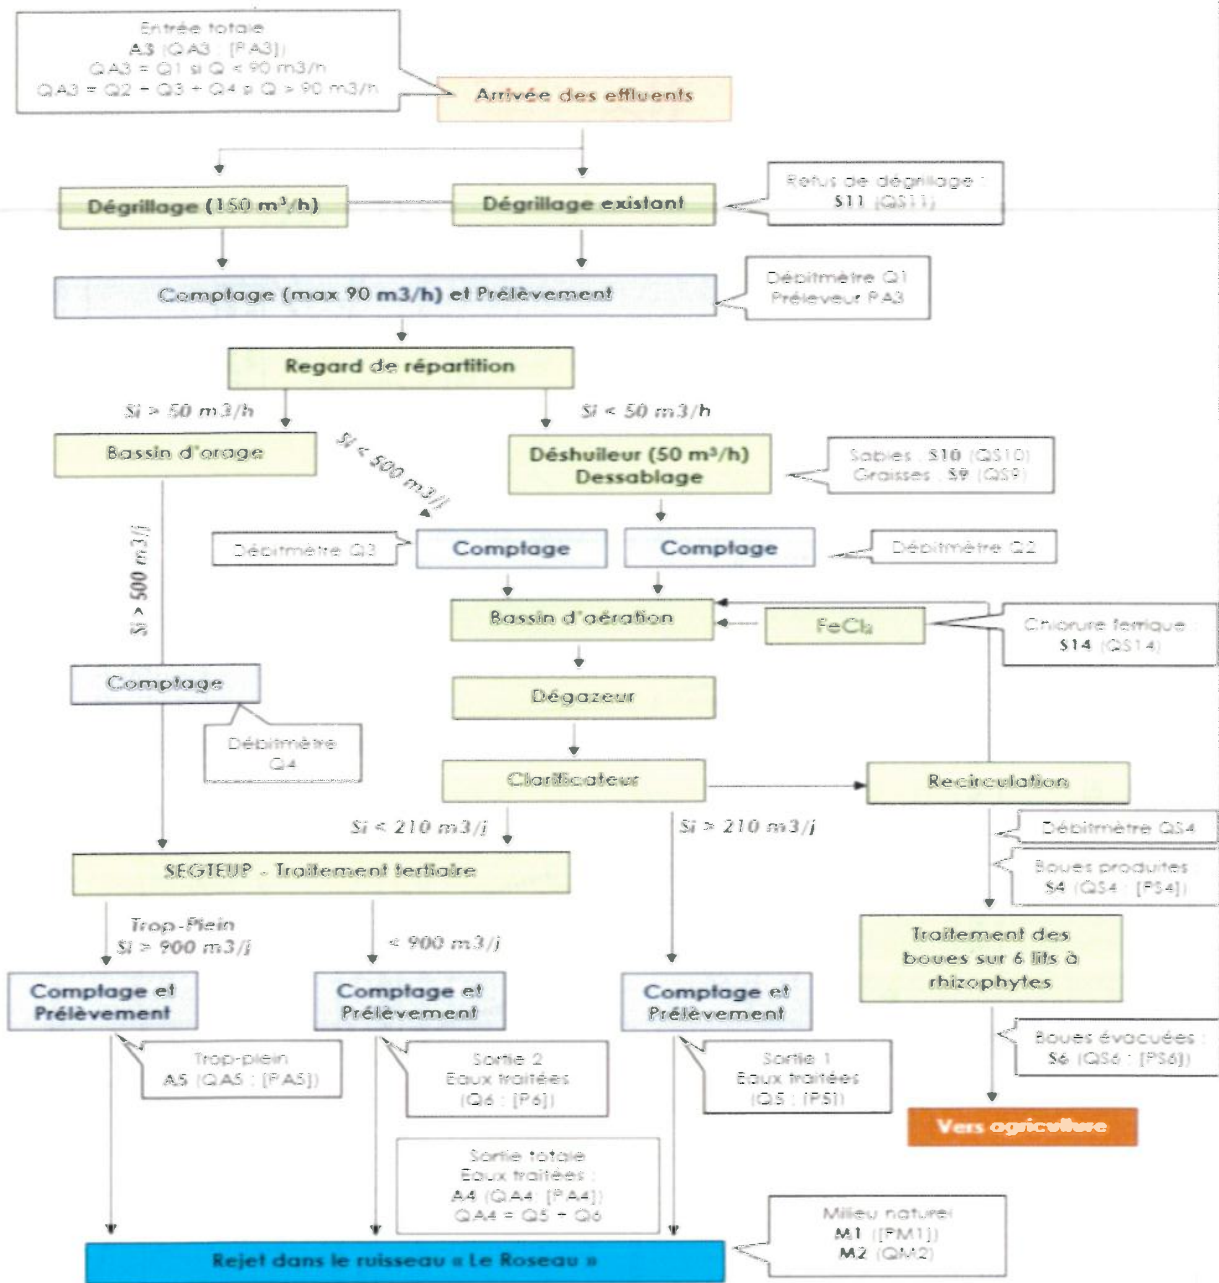 Entrée totale
A3 (QA3 : [PA3])
QA3 = Q1 si Q < 90 m3/h
QA3 = Q2 + Q3 + Q4 si Q > 90 m3/h
Arrivée des effluents
Dégrillage (150 m³/h)
Dégrillage existant
Refus de dégrillage :
S11 (QS11)
Comptage (max 90 m3/h) et Prélèvement
Débitmètre Q1
Préleveur PA3
Regard de répartition
Si > 50 m3/h
Si < 50 m3/h
Bassin d'orage
Si < 500 m3/j
Déshuileur (50 m³/h)
Dessablage
Sables : S10 (QS10)
Graisses : S9 (QS9)
Si > 500 m3/j
Débitmètre Q3
Comptage
Comptage
Débitmètre Q2
Bassin d'aération
FeCl₂
Chlorure ferrique :
S14 (QS14)
Comptage
Dégazeur
Débitmètre
Q4
Clarificateur
Recirculation
Si < 210 m3/j
Si > 210 m3/j
Débitmètre QS4
SEGTEUP - Traitement tertiaire
Boues produites :
S4 (QS4 : [PS4])
Trop-Plein
Si > 900 m3/j
< 900 m3/j
Traitement des
boues sur 6 lits à
rhizophytes
Comptage et
Prélèvement
Comptage et
Prélèvement
Comptage et
Prélèvement
Boues évacuées :
S6 (QS6 : [PS6])
Trop-plein
A5 (QA5 : [PA5])
Sortie 2
Eaux traitées
(Q6 : [P6])
Sortie 1
Eaux traitées
(Q5 : [P5])
Vers agriculture
Sortie totale
Eaux traitées :
A4 (QA4: [PA4])
QA4 = Q5 + Q6
Milieu naturel
M1 ([PM1])
M2 (QM2)
Rejet dans le ruisseau « Le Roseau »